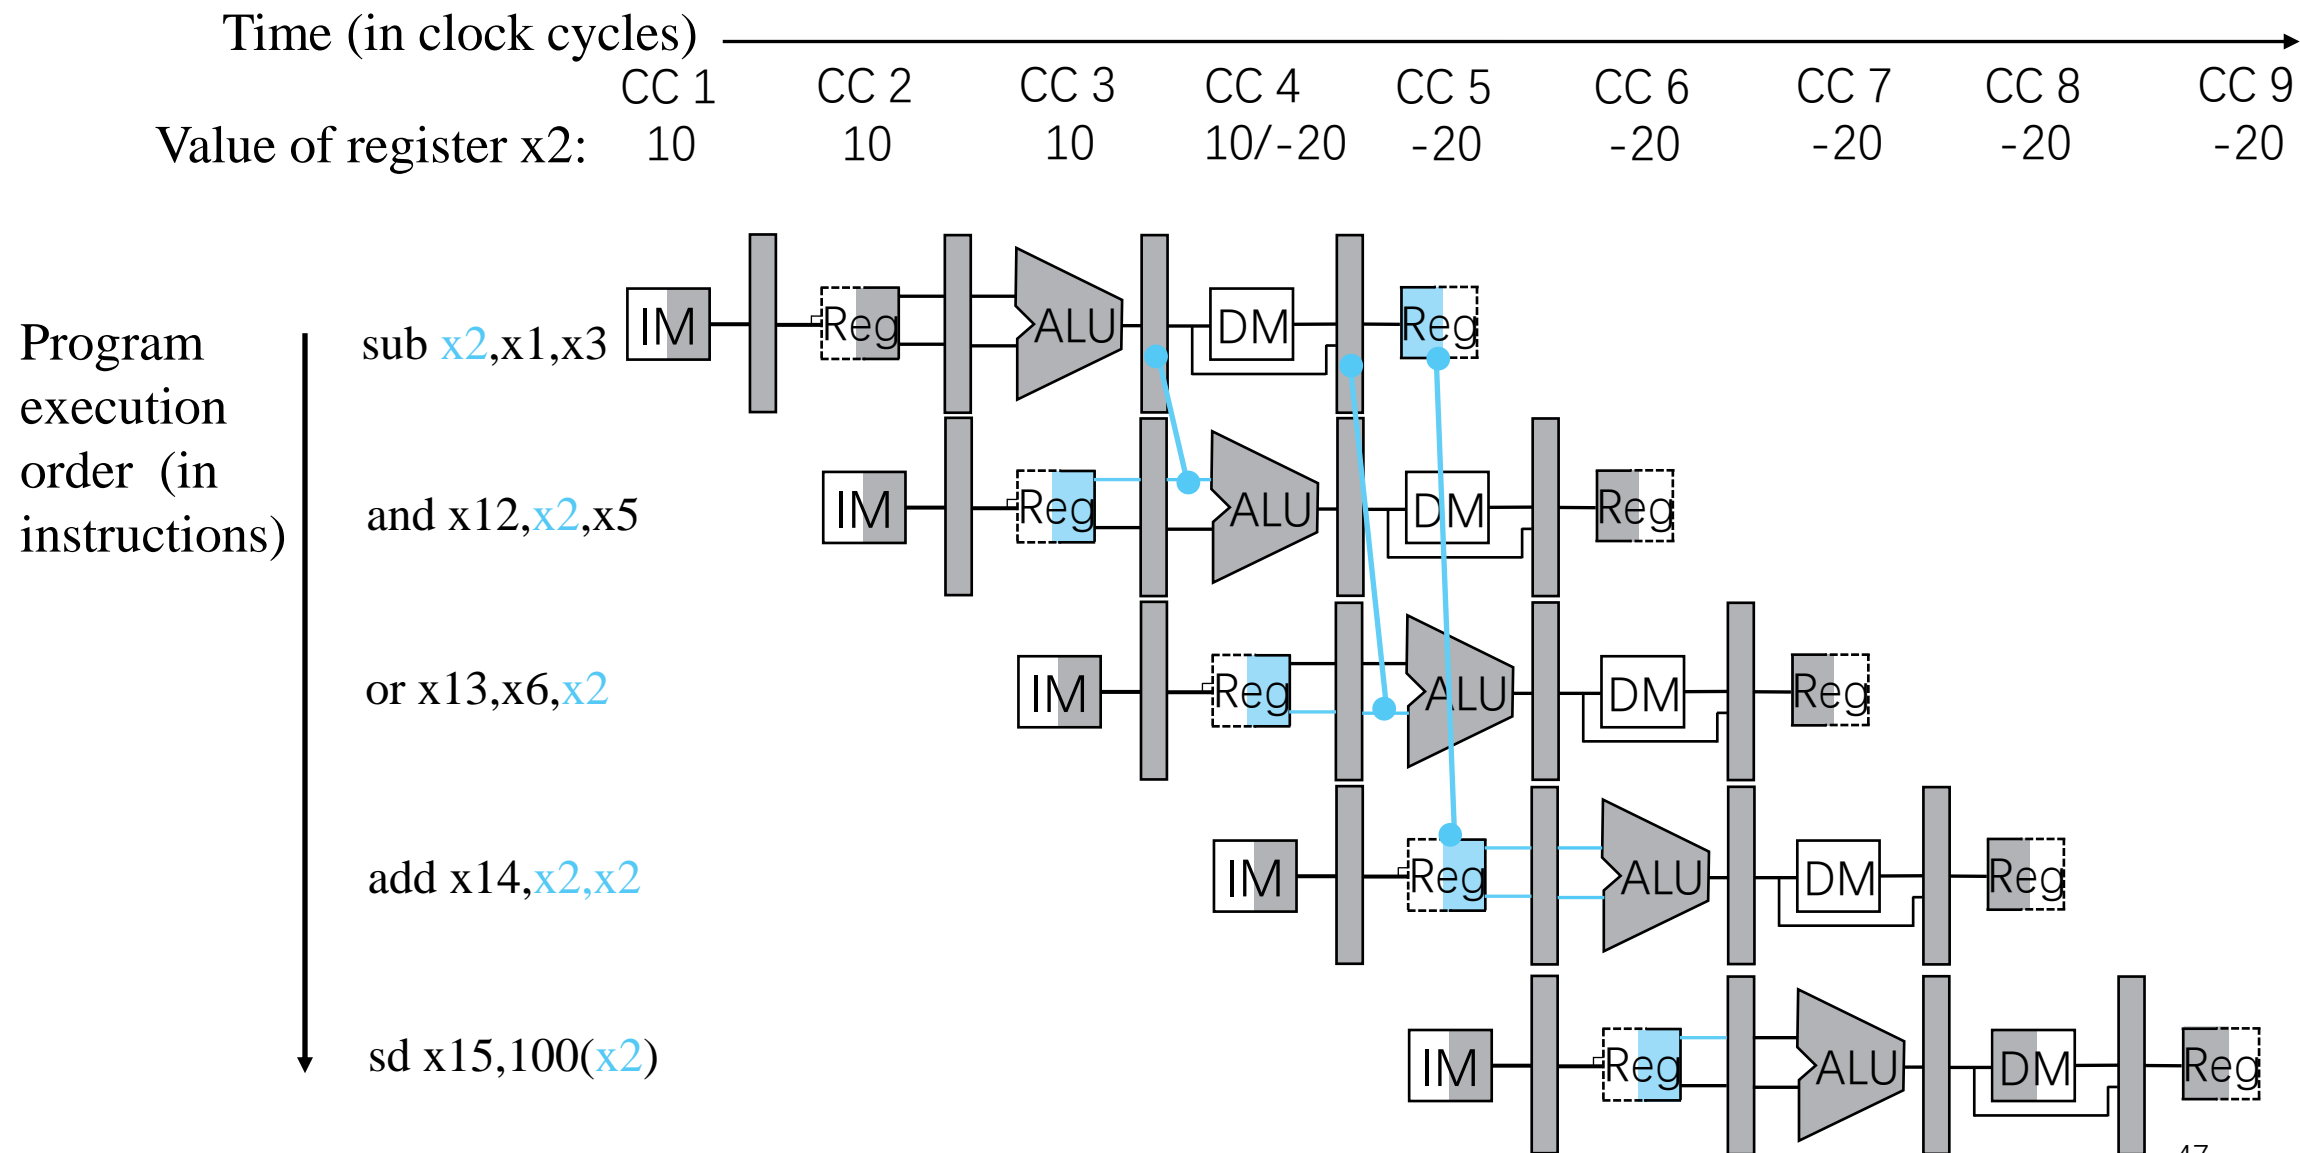 Time (in clock cycles)
CC 1 CC 2 CC 3 CC 4 CC 5 CC 6 CC 7 CC 8 CC 9
Value of register x2: 10 10 10 10/-20 -20 -20 -20 -20 -20
Program
execution
order (in
instructions)
sub x2,x1,x3 IM Reg ALU DM Reg
and x12,x2,x5 IM Reg ALU DM Reg
or x13,x6,x2 IM Reg ALU DM Reg
add x14,x2,x2 IM Reg ALU DM Reg
sd x15,100(x2) IM Reg ALU DM Reg